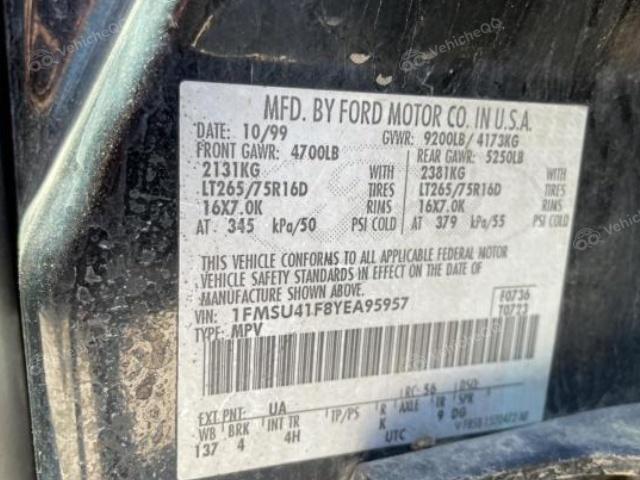 VehicleQQ
MFD. BY FORD MOTOR CO. IN U.S.A.
DATE: 10/99 GVWR: 9200LB/ 4173KG
FRONT GAWR: 4700LB REAR GAWR: 5250LB
2131KG WITH 2381KG WITH
LT265/75R16D TIRES LT265/75R16D TIRES
16X7.0K RIMS 16X7.0K RIMS
AT 345 kPa/50 PSI COLD AT 379 kPa/55 PSI COLD
THIS VEHICLE CONFORMS TO ALL APPLICABLE FEDERAL MOTOR
VEHICLE SAFETY STANDARDS IN EFFECT ON THE DATE OF
MANUFACTURE SHOWN ABOVE.
VIN: 1FMSU41F8YEA95957 F0736
TYPE: MPV T0723
RC: 56 DSO:
EXT PNT: UA
WB BRK INT TR TP/PS R AXLE TR SPR
137 4 4H K 9 DG
UTC